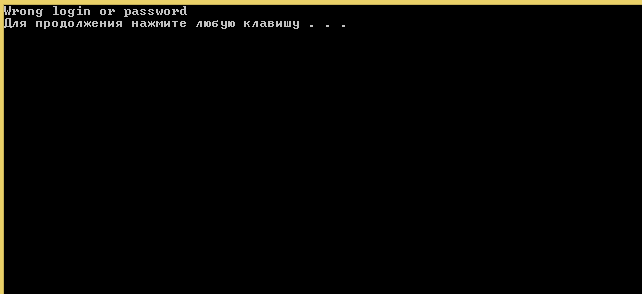 Wrong login or password
Для продолжения нажмите любую клавишу . . .